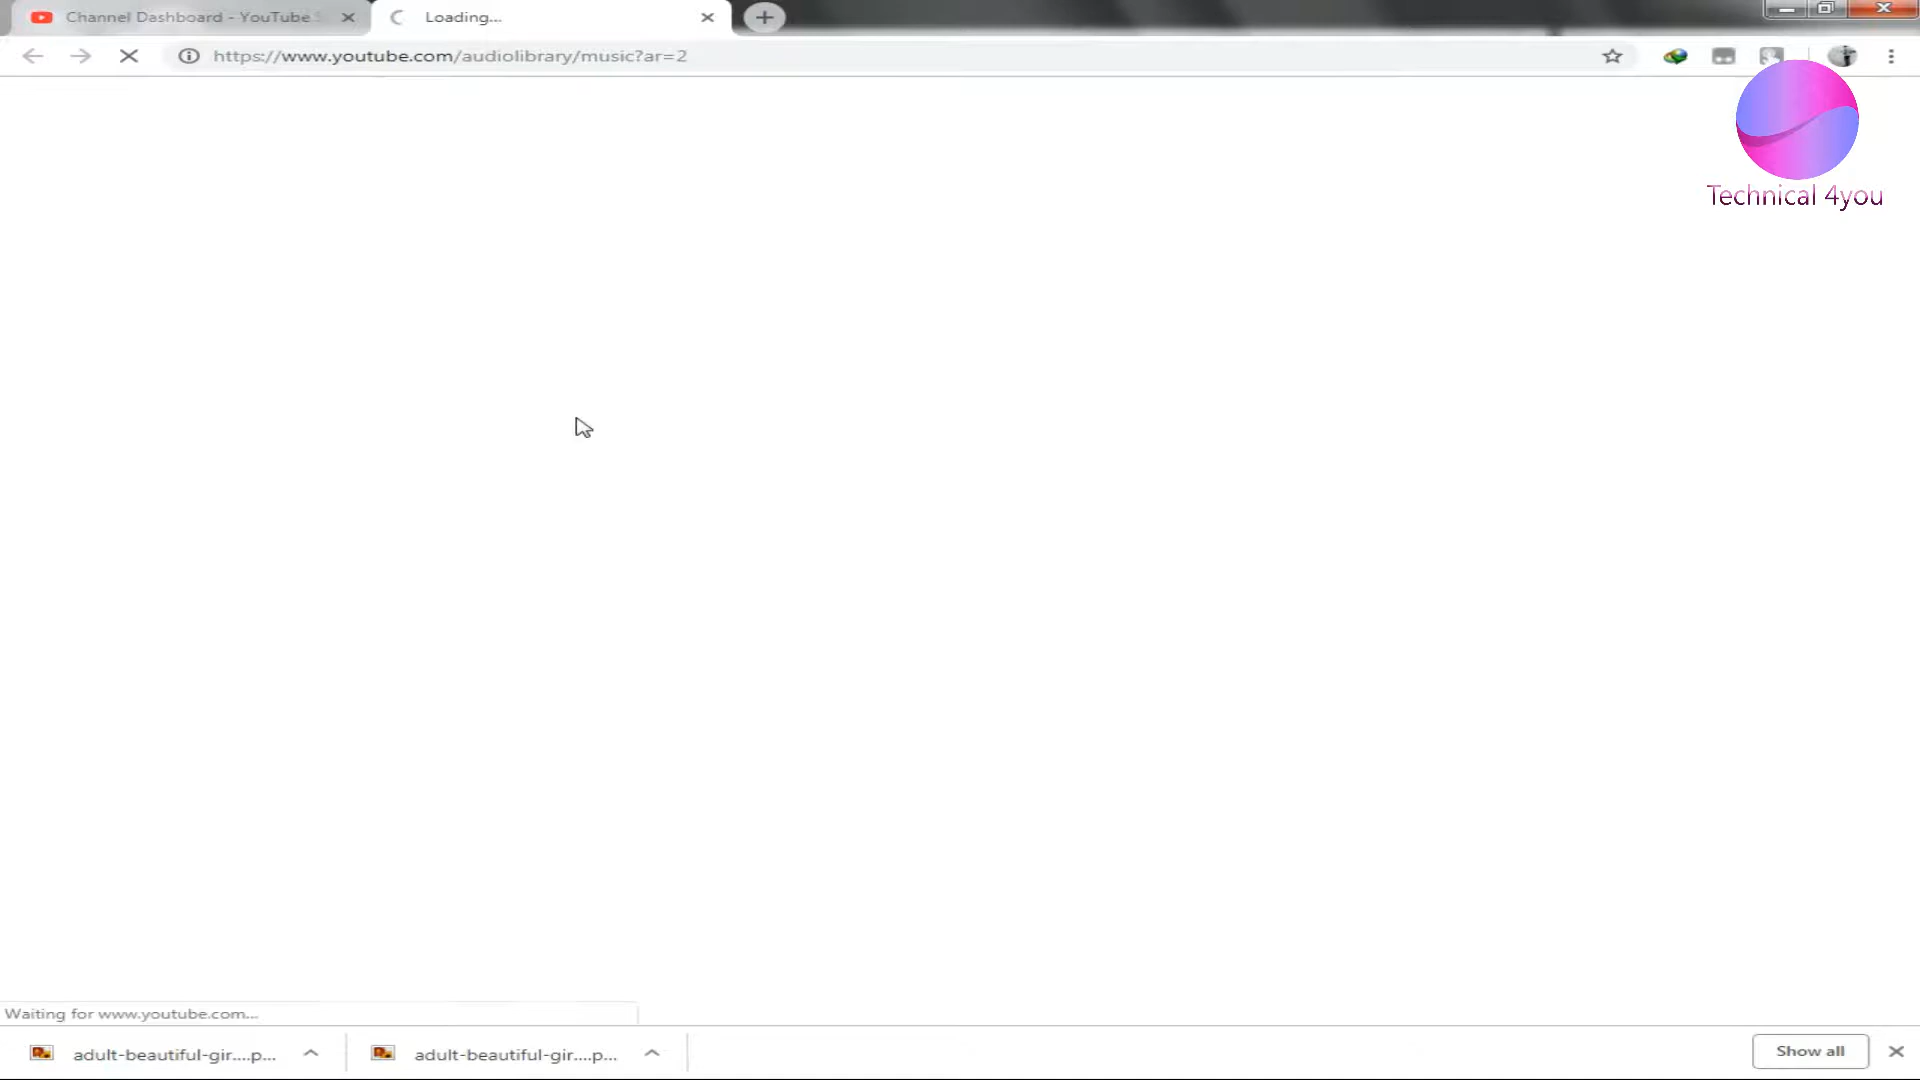 Channel Dashboard - YouTube
Loading...
https://www.youtube.com/audiolibrary/music?ar=2
Technical 4you
Waiting for www.youtube.com...
adult-beautiful-gir....p...
adult-beautiful-gir....p...
Show all